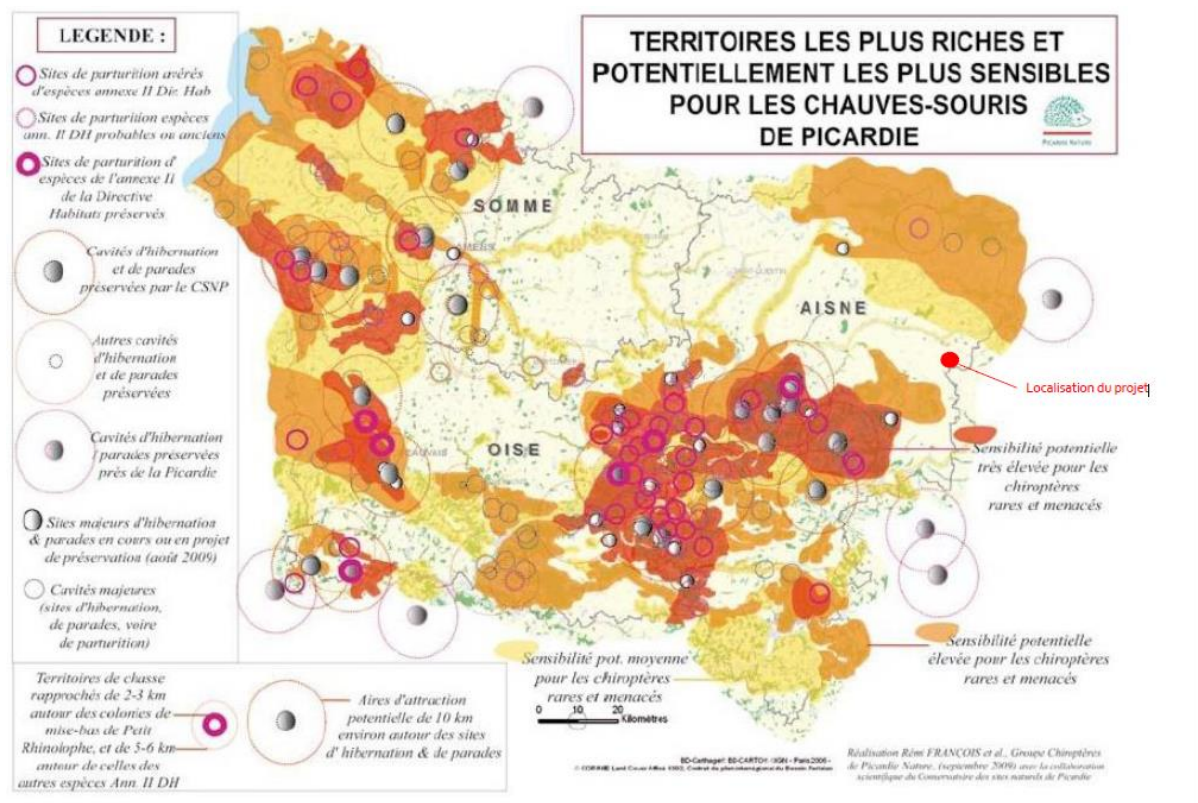 LEGENDE :
Sites de parturition avérés
d'espèces annexe II Dir. Hab
Sites de parturition espèces
ann. II DH probables ou anciens
Sites de parturition d'
espèces de l'annexe II
de la Directive
Habitats préservés
Cavités d'hibernation
et de parades
préservées par le CSNP
Autres cavités
d'hibernation
et de parades
préservées
Cavités d'hibernation
/ parades préservées
près de la Picardie
Sites majeurs d'hibernation
& parades en cours ou en projet
de préservation (août 2009)
Cavités majeures
(sites d'hibernation,
de parades, voire
de parturition)
Territoires de chasse
rapprochés de 2-3 km
autour des colonies de
mise-bas de Petit
Rhinolophe, et de 5-6 km
autour de celles des
autres espèces Ann. II DH
Aires d'attraction
potentielle de 10 km
environ autour des sites
d'hibernation & de parades
TERRITOIRES LES PLUS RICHES ET
POTENTIELLEMENT LES PLUS SENSIBLES
POUR LES CHAUVES-SOURIS
DE PICARDIE
PICARDIE NATURE
SOMME
AISNE
OISE
Localisation du projet
Sensibilité potentielle
très élevée pour les
chiroptères
rares et menacés
Sensibilité potentielle
élevée pour les chiroptères
rares et menacés
Sensibilité pot. moyenne
pour les chiroptères
rares et menacés
0 10 20
Kilomètres
Réalisation Rémi FRANÇOIS et al., Groupe Chiroptères
de Picardie Nature, (septembre 2009) avec la collaboration
scientifique du Conservatoire des sites naturels de Picardie